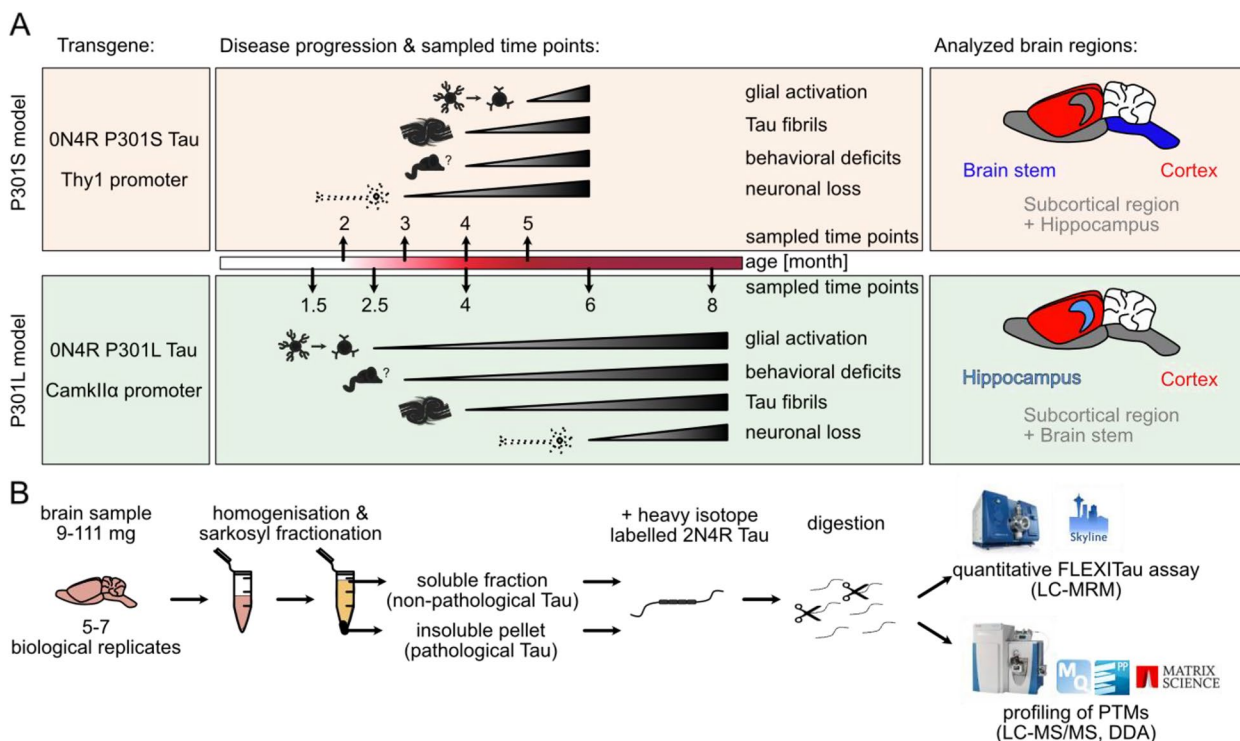 A
Transgene:
Disease progression & sampled time points:
Analyzed brain regions:
P301S model
0N4R P301S Tau
Thy1 promoter
glial activation
Tau fibrils
?
behavioral deficits
neuronal loss
2
3
4
5
sampled time points
Brain stem
Cortex
Subcortical region
+ Hippocampus
age [month]
P301L model
0N4R P301L Tau
CamkIIα promoter
1.5
2.5
4
6
8
sampled time points
glial activation
?
behavioral deficits
Tau fibrils
neuronal loss
Hippocampus
Cortex
Subcortical region
+ Brain stem
B
brain sample
9-111 mg
5-7
biological replicates
homogenisation &
sarkosyl fractionation
soluble fraction
(non-pathological Tau)
insoluble pellet
(pathological Tau)
+ heavy isotope
labelled 2N4R Tau
digestion
Skyline
quantitative FLEXITau assay
(LC-MRM)
MQ
PP
MATRIX
SCIENCE
profiling of PTMs
(LC-MS/MS, DDA)